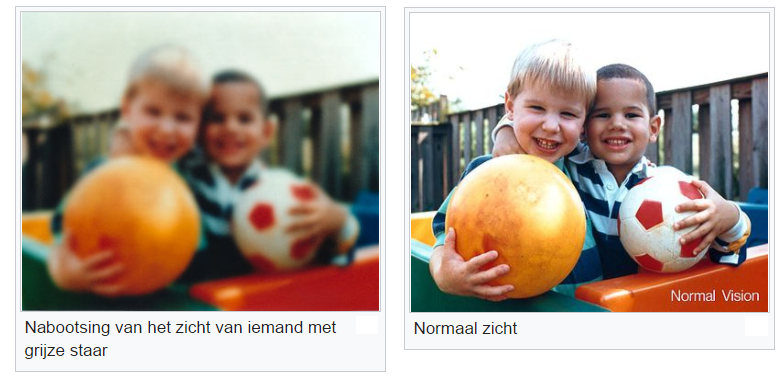 Nabootsing van het zicht van iemand met
grijze staar
Normal Vision
Normaal zicht